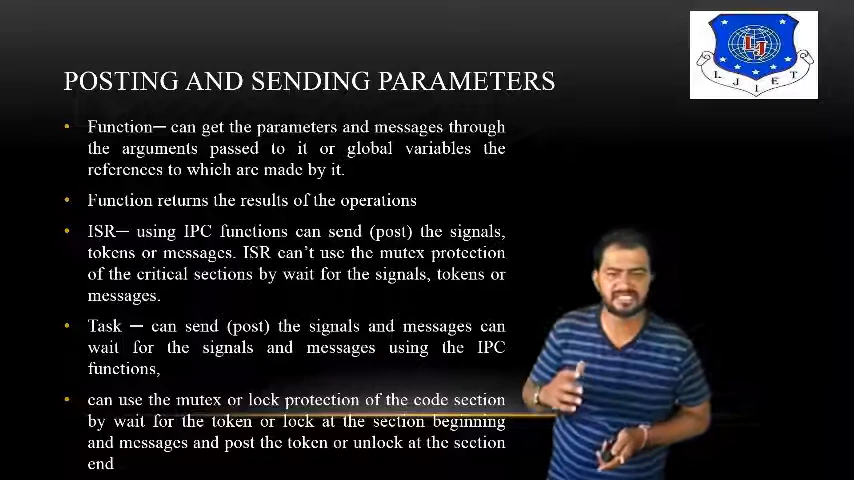 POSTING AND SENDING PARAMETERS
LJ
L J I E T
• Function— can get the parameters and messages through
the arguments passed to it or global variables the
references to which are made by it.
• Function returns the results of the operations
• ISR— using IPC functions can send (post) the signals,
tokens or messages. ISR can’t use the mutex protection
of the critical sections by wait for the signals, tokens or
messages.
• Task — can send (post) the signals and messages can
wait for the signals and messages using the IPC
functions,
• can use the mutex or lock protection of the code section
by wait for the token or lock at the section beginning
and messages and post the token or unlock at the section
end